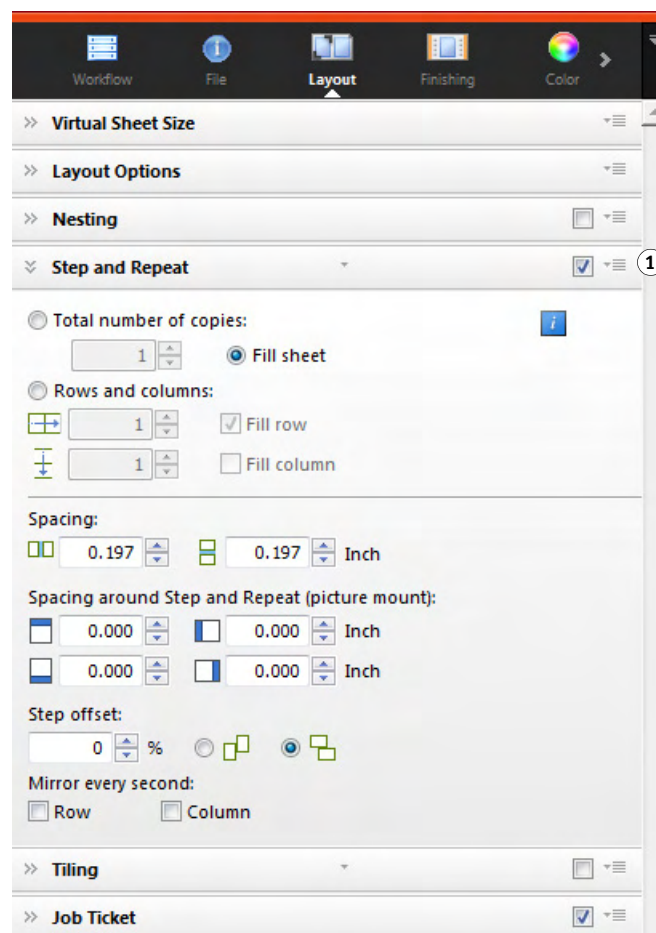 Workflow File Layout Finishing Color
Virtual Sheet Size
Layout Options
Nesting
Step and Repeat 1
Total number of copies: i
1 Fill sheet
Rows and columns:
1 Fill row
1 Fill column
Spacing:
0.197 0.197 Inch
Spacing around Step and Repeat (picture mount):
0.000 0.000 Inch
0.000 0.000 Inch
Step offset:
0 %
Mirror every second:
Row Column
Tiling
Job Ticket